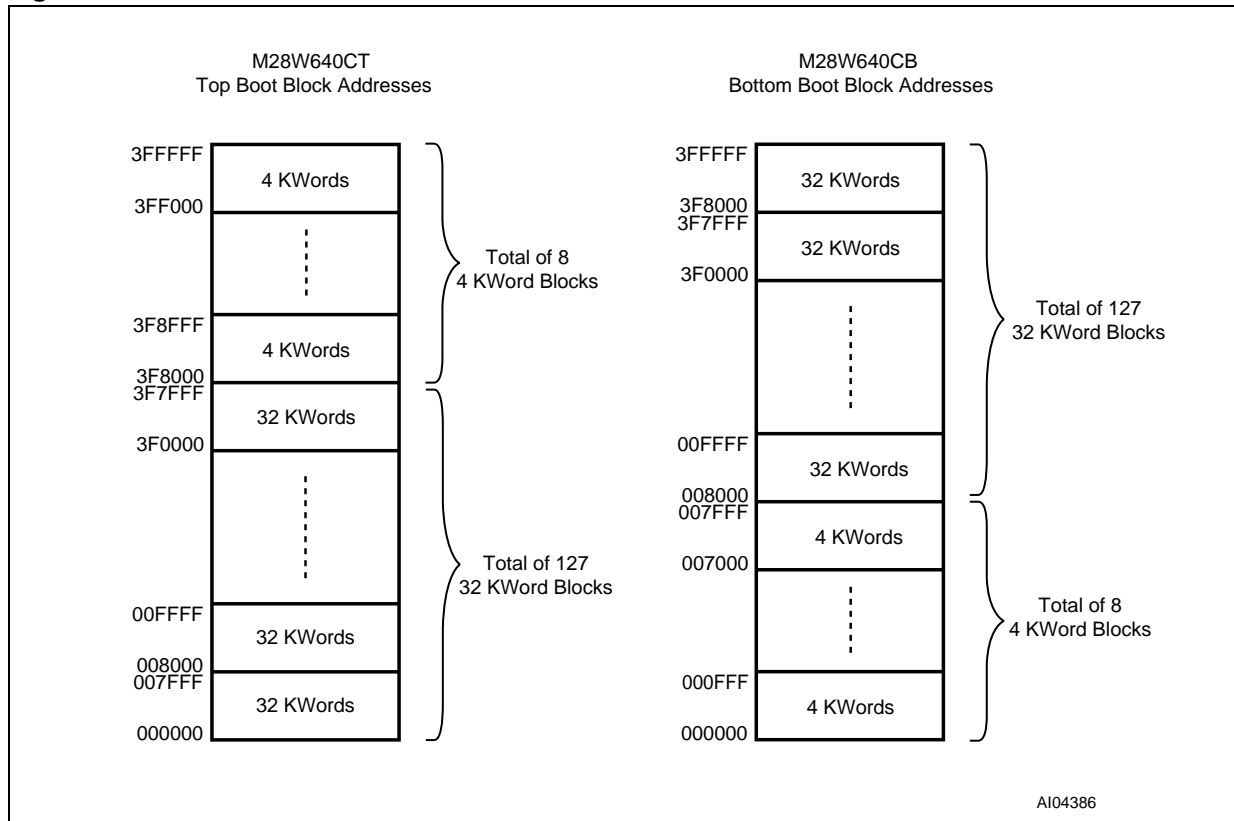 M28W640CT
Top Boot Block Addresses
3FFFFF
4 KWords
3FF000
Total of 8
4 KWord Blocks
3F8FFF
4 KWords
3F8000
3F7FFF
32 KWords
3F0000
Total of 127
32 KWord Blocks
00FFFF
32 KWords
008000
007FFF
32 KWords
000000
M28W640CB
Bottom Boot Block Addresses
3FFFFF
32 KWords
3F8000
3F7FFF
32 KWords
3F0000
Total of 127
32 KWord Blocks
00FFFF
32 KWords
008000
007FFF
4 KWords
007000
Total of 8
4 KWord Blocks
000FFF
4 KWords
000000
AI04386